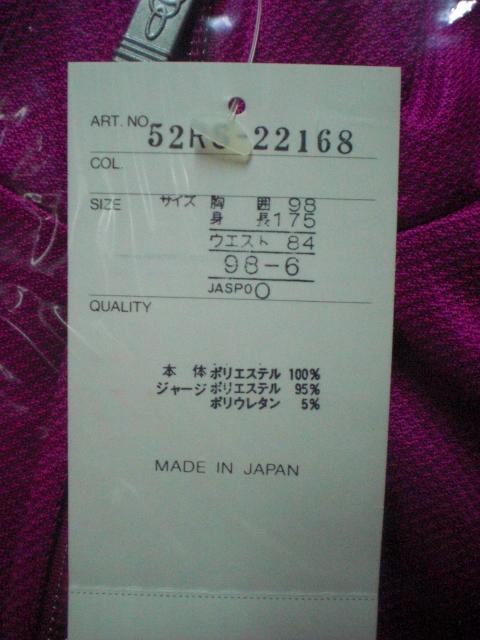 ART. NO 22168
COL.
SIZE サイズ 胸囲 98
身長 175
ウエスト 84
98-6
JASPO O
QUALITY
本体 ポリエステル 100%
ジャージ ポリエステル 95%
ポリウレタン 5%
MADE IN JAPAN